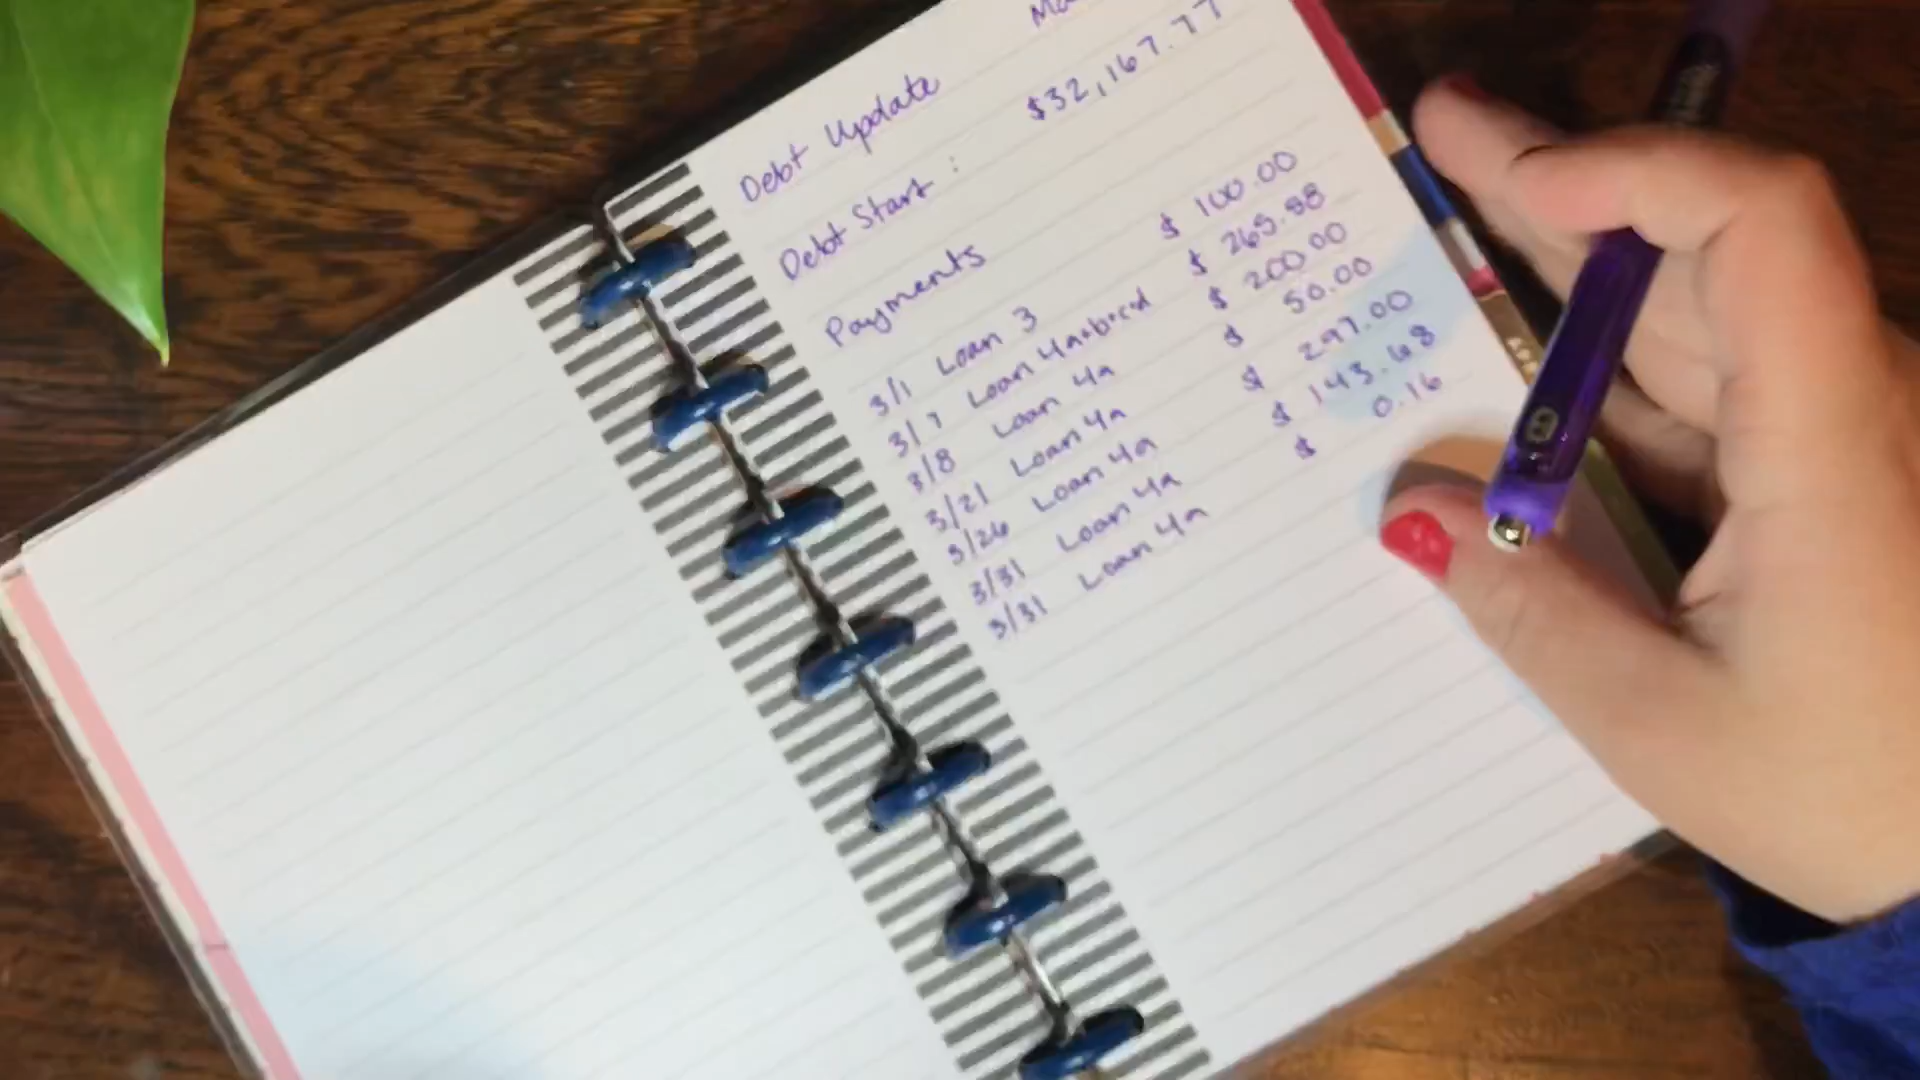 Debt Update
Debt Start: $32,167.77
Payments
3/1 Loan 3 $ 100.00
3/7 Loan 4a+b+c+d $
3/8 Loan 4a $ 200.00
3/21 Loan 4a $ 50.00
3/26 Loan 4a $ 297.00
3/31 Loan 4a $ 143.68
3/31 Loan 4a $ 0.16